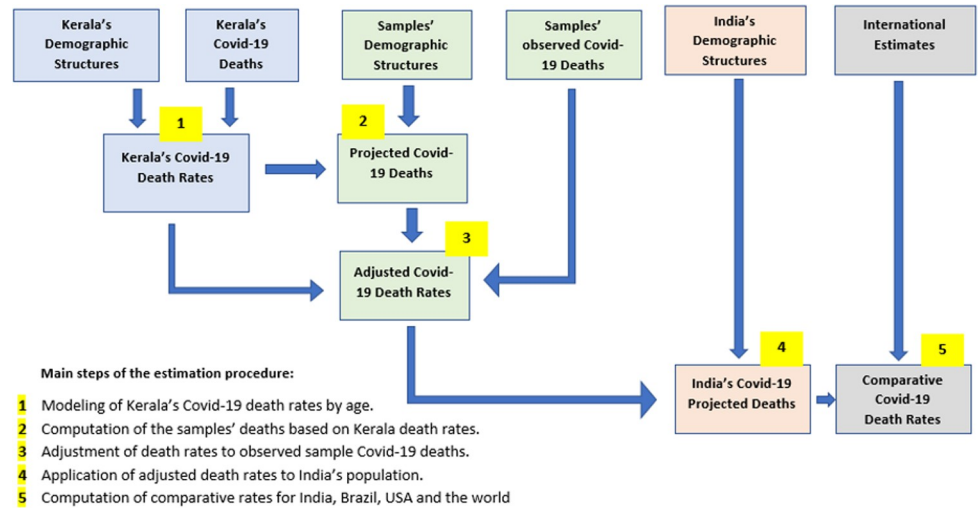 Kerala's
Demographic
Structures
Kerala's
Covid-19
Deaths
Samples'
Demographic
Structures
Samples'
observed Covid-
19 Deaths
India's
Demographic
Structures
International
Estimates
1
Kerala's Covid-19
Death Rates
2
Projected Covid-
19 Deaths
3
Adjusted Covid-
19 Death Rates
4
India's Covid-19
Projected Deaths
5
Comparative
Covid-19
Death Rates
Main steps of the estimation procedure:
1 Modeling of Kerala's Covid-19 death rates by age.
2 Computation of the samples' deaths based on Kerala death rates.
3 Adjustment of death rates to observed sample Covid-19 deaths.
4 Application of adjusted death rates to India's population.
5 Computation of comparative rates for India, Brazil, USA and the world